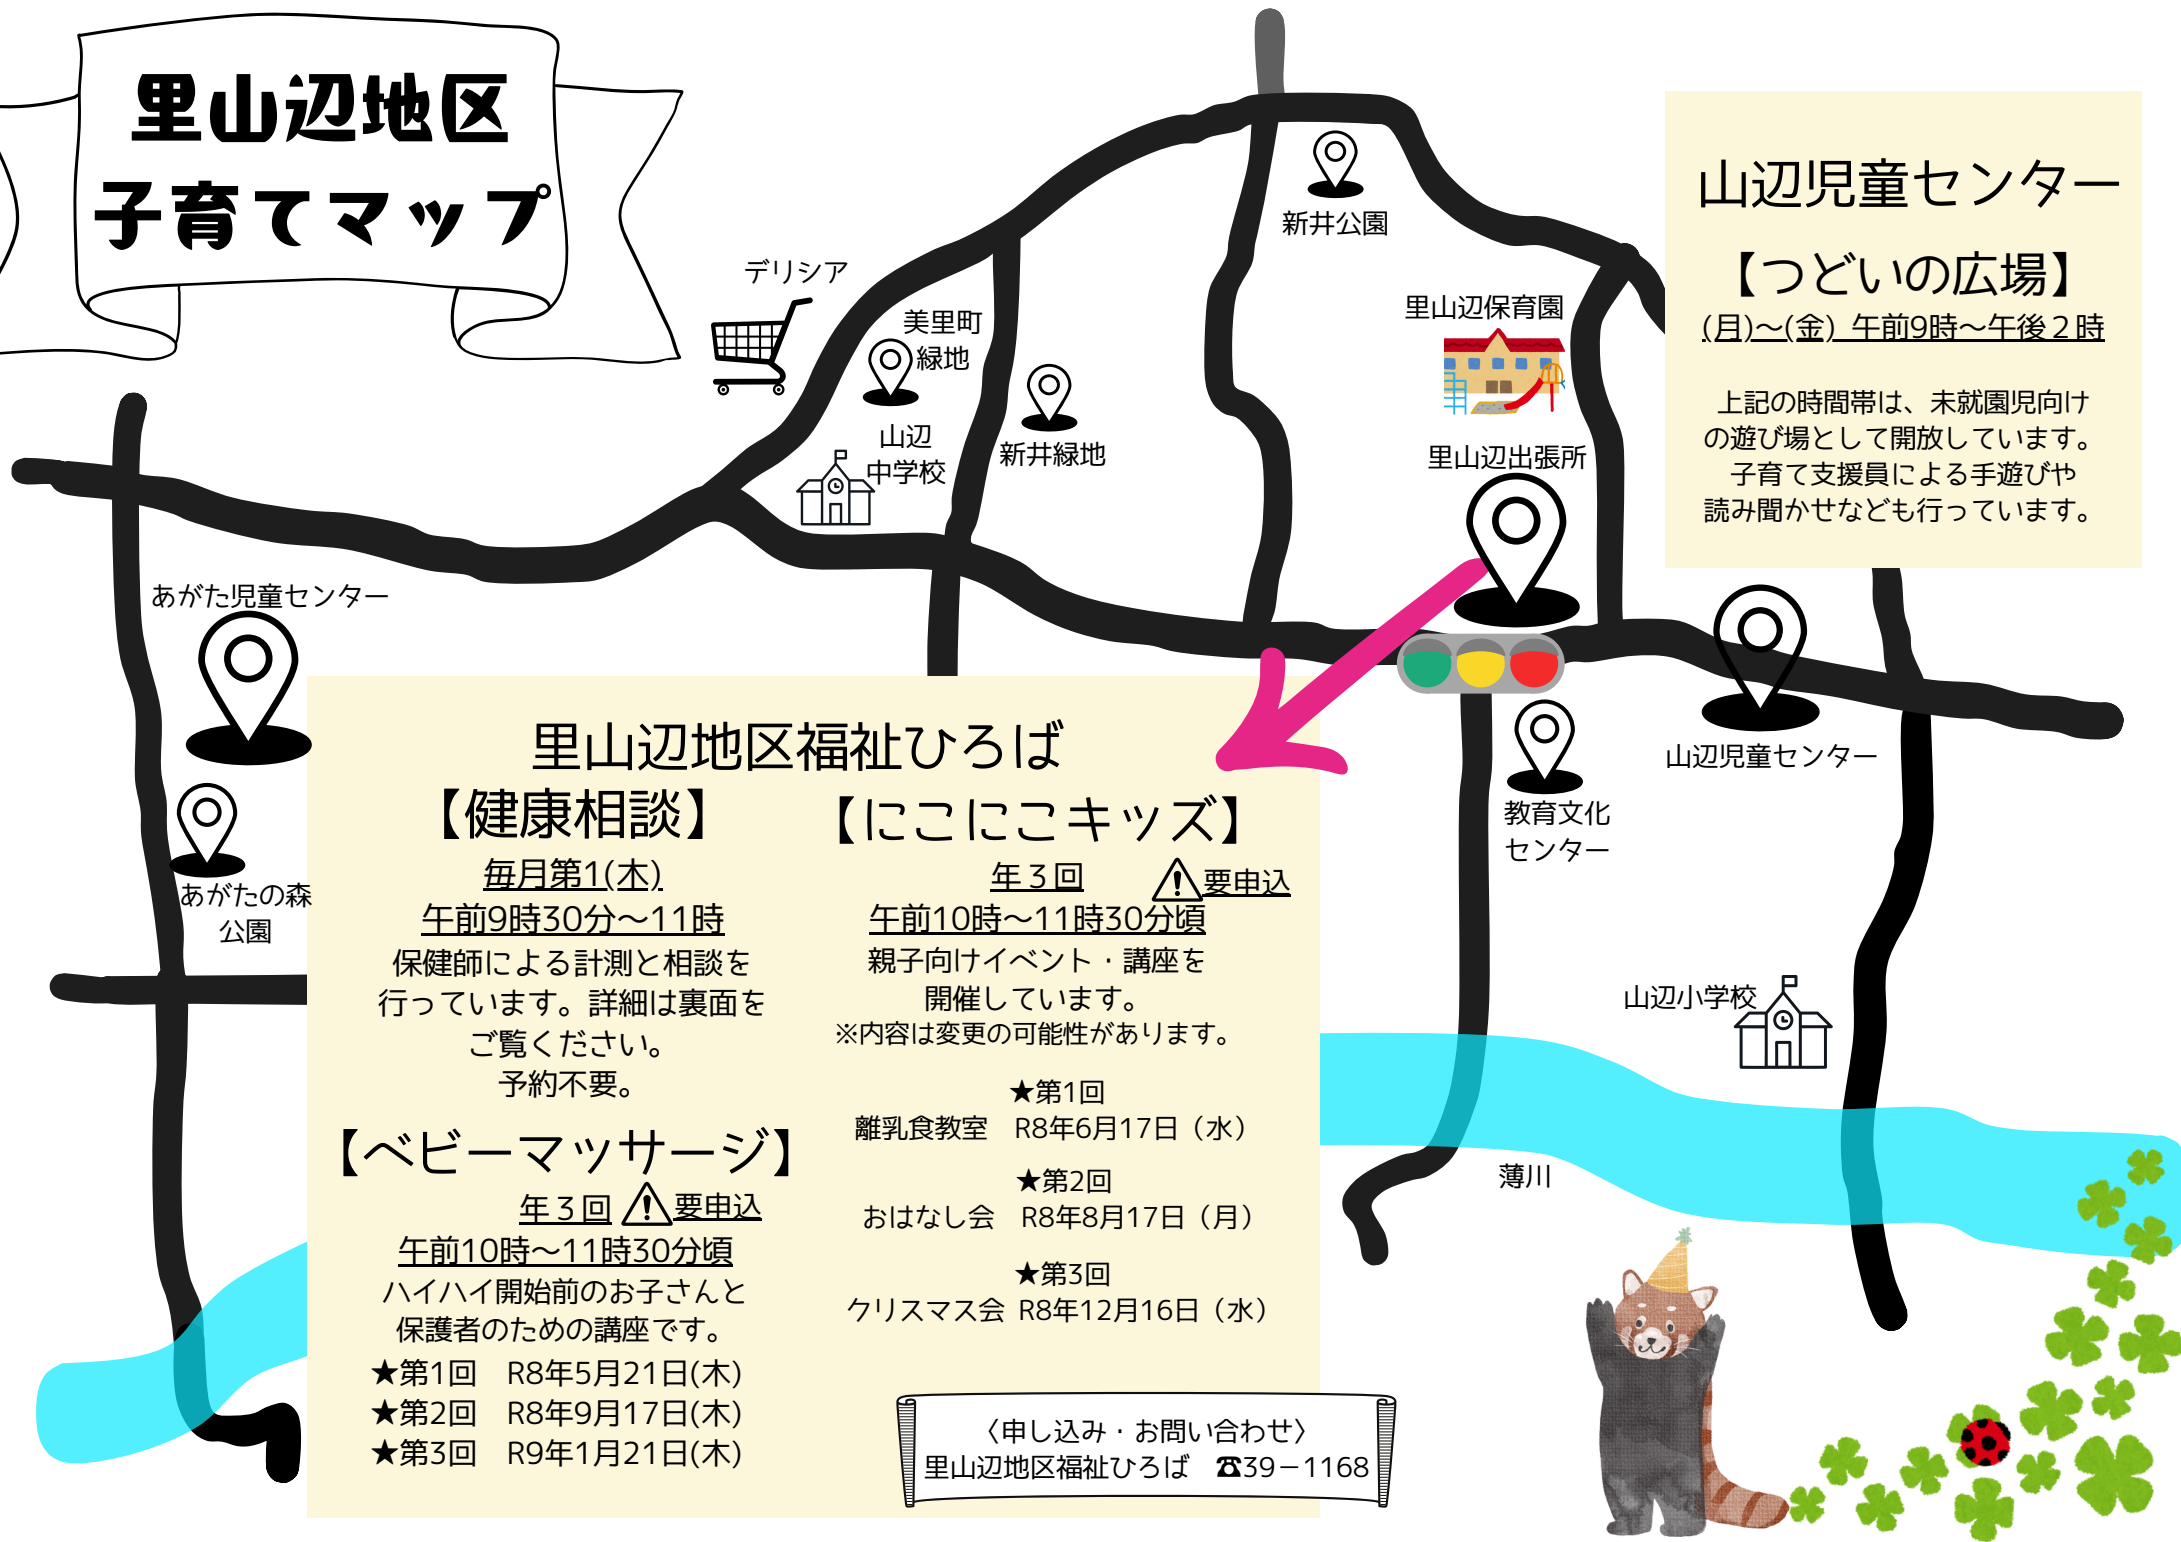 里山辺地区
子育てマップ
デリシア
美里町
緑地
山辺
中学校
新井緑地
新井公園
里山辺保育園
里山辺出張所
山辺児童センター
【つどいの広場】
(月)～(金) 午前9時～午後２時
上記の時間帯は、未就園児向け
の遊び場として開放しています。
子育て支援員による手遊びや
読み聞かせなども行っています。
あがた児童センター
あがたの森
公園
山辺児童センター
教育文化
センター
山辺小学校
薄川
里山辺地区福祉ひろば
【健康相談】
毎月第1(木)
午前9時30分～11時
保健師による計測と相談を
行っています。詳細は裏面を
ご覧ください。
予約不要。
【ベビーマッサージ】
年３回 要申込
午前10時～11時30分頃
ハイハイ開始前のお子さんと
保護者のための講座です。
★第1回　R8年5月21日(木)
★第2回　R8年9月17日(木)
★第3回　R9年1月21日(木)
【にこにこキッズ】
年３回 要申込
午前10時～11時30分頃
親子向けイベント・講座を
開催しています。
※内容は変更の可能性があります。
★第1回
離乳食教室　R8年6月17日（水）
★第2回
おはなし会　R8年8月17日（月）
★第3回
クリスマス会 R8年12月16日（水）
〈申し込み・お問い合わせ〉
里山辺地区福祉ひろば　☎39－1168